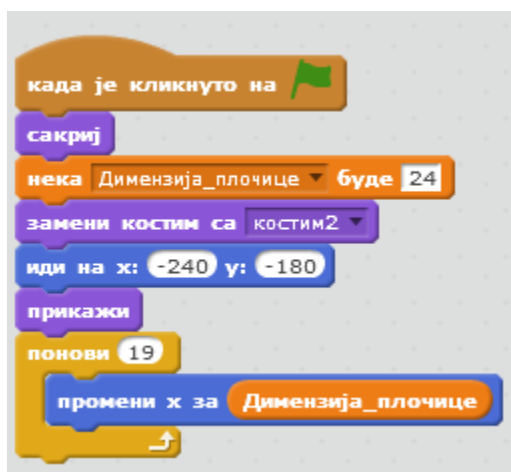 када је кликнуто на
сакриј
нека Димензија_плочице буде 24
замени костим са костим2
иди на x: -240 y: -180
прикажи
понови 19
промени x за Димензија_плочице